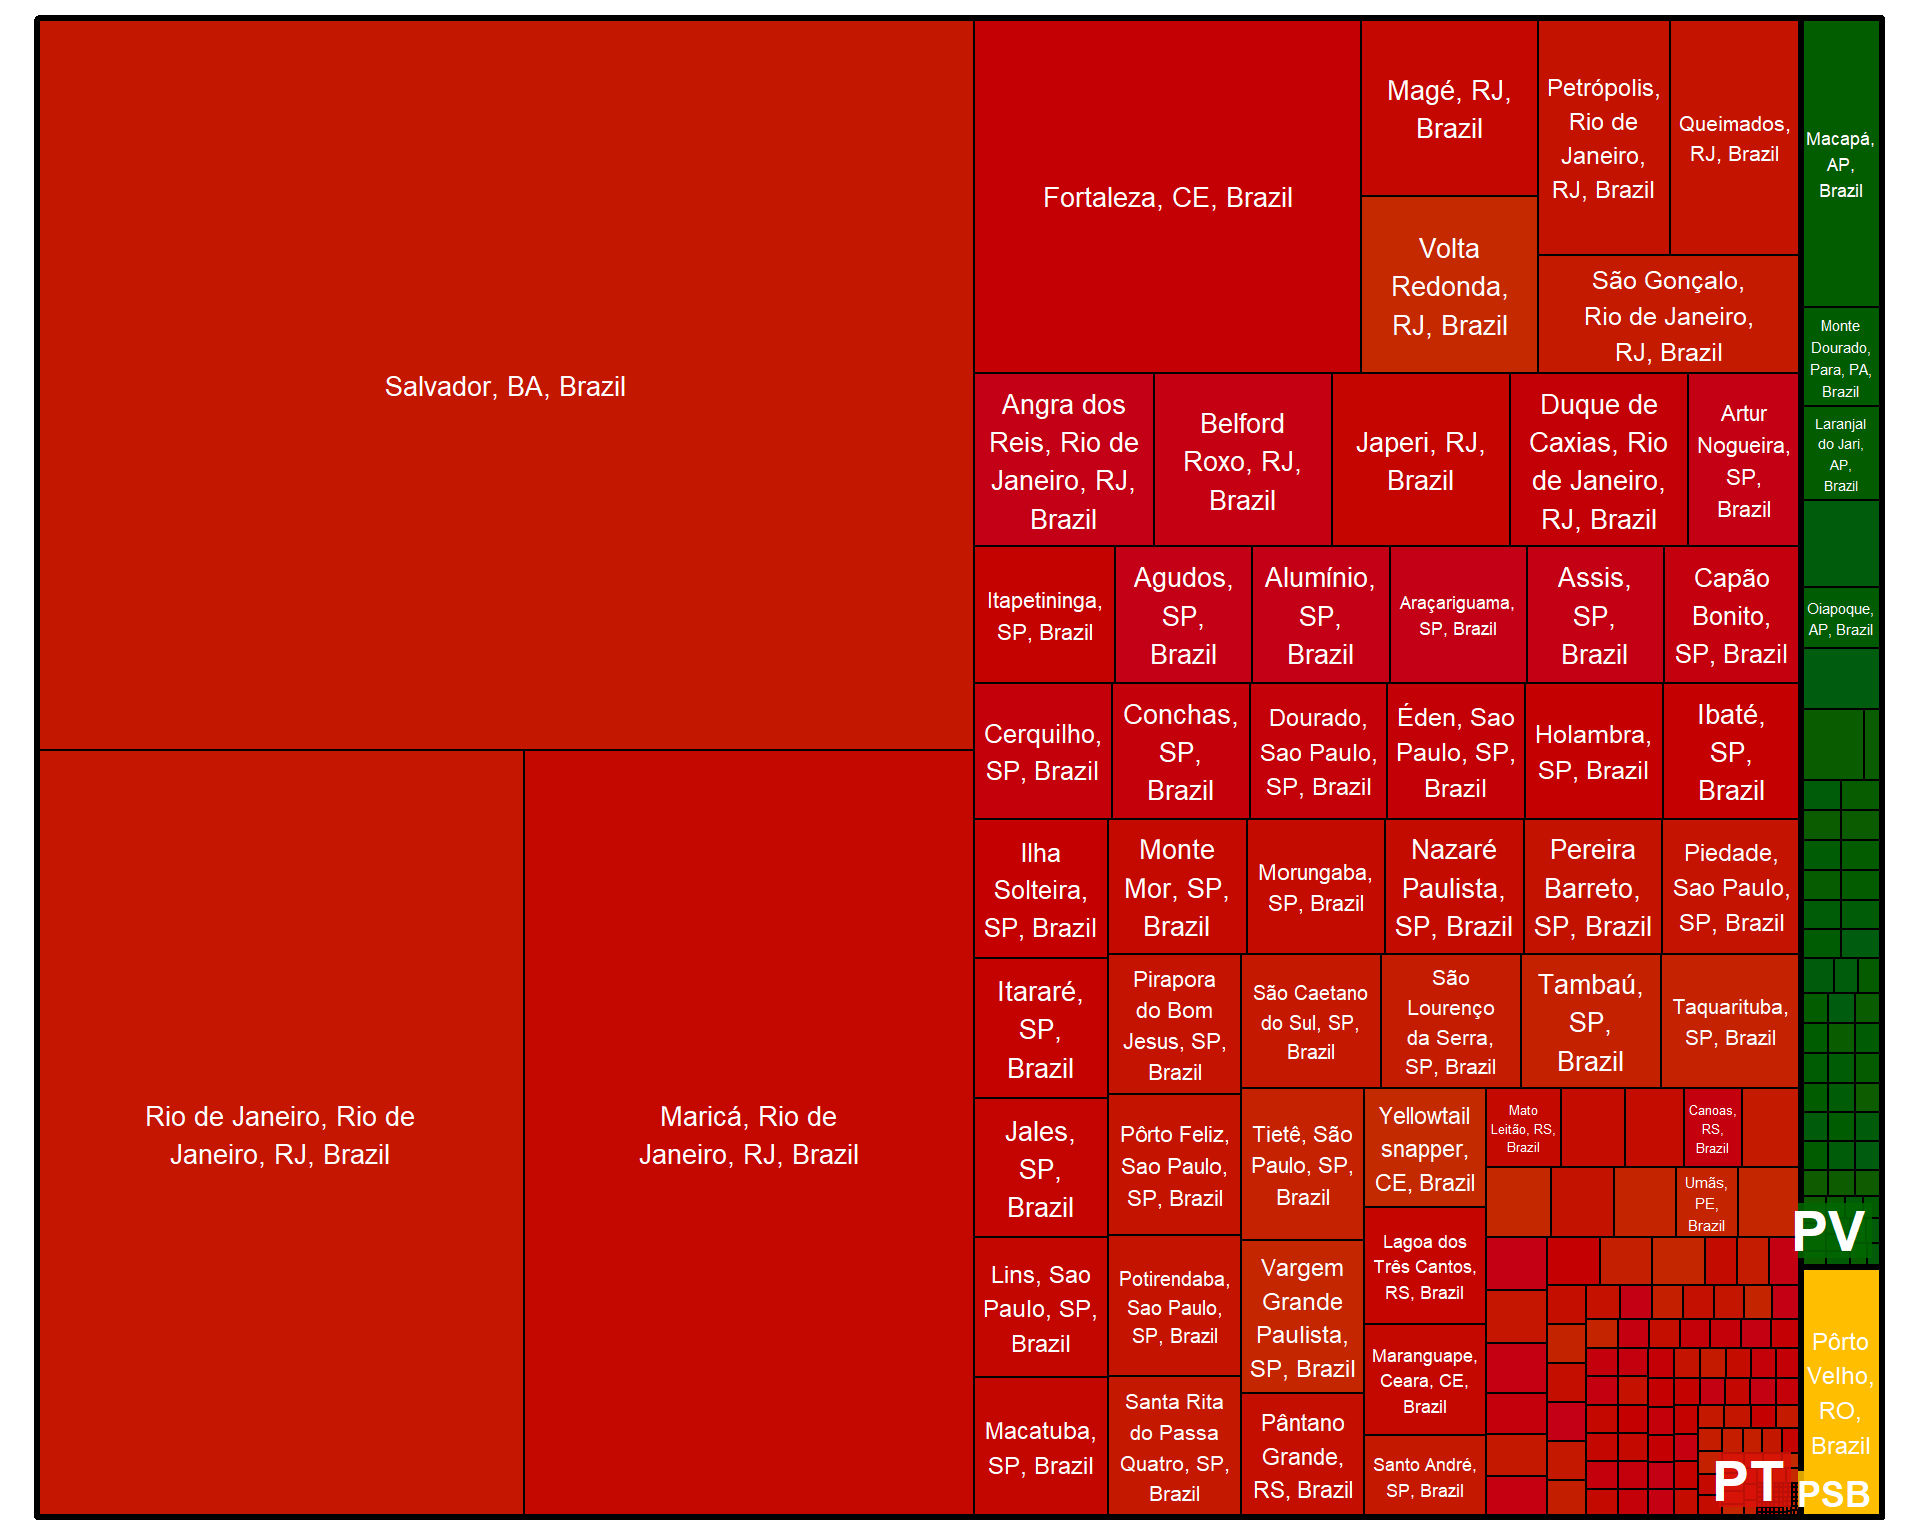 Salvador, BA, Brazil
Rio de Janeiro, Rio de
Janeiro, RJ, Brazil
Maricá, Rio de
Janeiro, RJ, Brazil
Fortaleza, CE, Brazil
Magé, RJ,
Brazil
Volta
Redonda,
RJ, Brazil
Petrópolis,
Rio de
Janeiro,
RJ, Brazil
Queimados,
RJ, Brazil
São Gonçalo,
Rio de Janeiro,
RJ, Brazil
Angra dos
Reis, Rio de
Janeiro, RJ,
Brazil
Belford
Roxo, RJ,
Brazil
Japeri, RJ,
Brazil
Duque de
Caxias, Rio
de Janeiro,
RJ, Brazil
Artur
Nogueira,
SP,
Brazil
Itapetininga,
SP, Brazil
Agudos,
SP,
Brazil
Alumínio,
SP,
Brazil
Araçariguama,
SP, Brazil
Assis,
SP,
Brazil
Capão
Bonito,
SP, Brazil
Cerquilho,
SP, Brazil
Conchas,
SP,
Brazil
Dourado,
Sao Paulo,
SP, Brazil
Éden, Sao
Paulo, SP,
Brazil
Holambra,
SP, Brazil
Ibaté,
SP,
Brazil
Ilha
Solteira,
SP, Brazil
Monte
Mor, SP,
Brazil
Morungaba,
SP, Brazil
Nazaré
Paulista,
SP, Brazil
Pereira
Barreto,
SP, Brazil
Piedade,
Sao Paulo,
SP, Brazil
Itararé,
SP,
Brazil
Pirapora
do Bom
Jesus, SP,
Brazil
São Caetano
do Sul, SP,
Brazil
São
Lourenço
da Serra,
SP, Brazil
Tambaú,
SP,
Brazil
Taquarituba,
SP, Brazil
Jales,
SP,
Brazil
Pôrto Feliz,
Sao Paulo,
SP, Brazil
Tietê, São
Paulo, SP,
Brazil
Yellowtail
snapper,
CE, Brazil
Mato
Leitão, RS,
Brazil
Canoas,
RS,
Brazil
Umãs,
PE,
Brazil
Lins, Sao
Paulo, SP,
Brazil
Potirendaba,
Sao Paulo,
SP, Brazil
Vargem
Grande
Paulista,
SP, Brazil
Lagoa dos
Três Cantos,
RS, Brazil
Maranguape,
Ceara, CE,
Brazil
Macatuba,
SP, Brazil
Santa Rita
do Passa
Quatro, SP,
Brazil
Pântano
Grande,
RS, Brazil
Santo André,
SP, Brazil
PT
Macapá,
AP,
Brazil
Monte
Dourado,
Para, PA,
Brazil
Laranjal
do Jari,
AP,
Brazil
Oiapoque,
AP, Brazil
PV
Pôrto
Velho,
RO,
Brazil
PSB